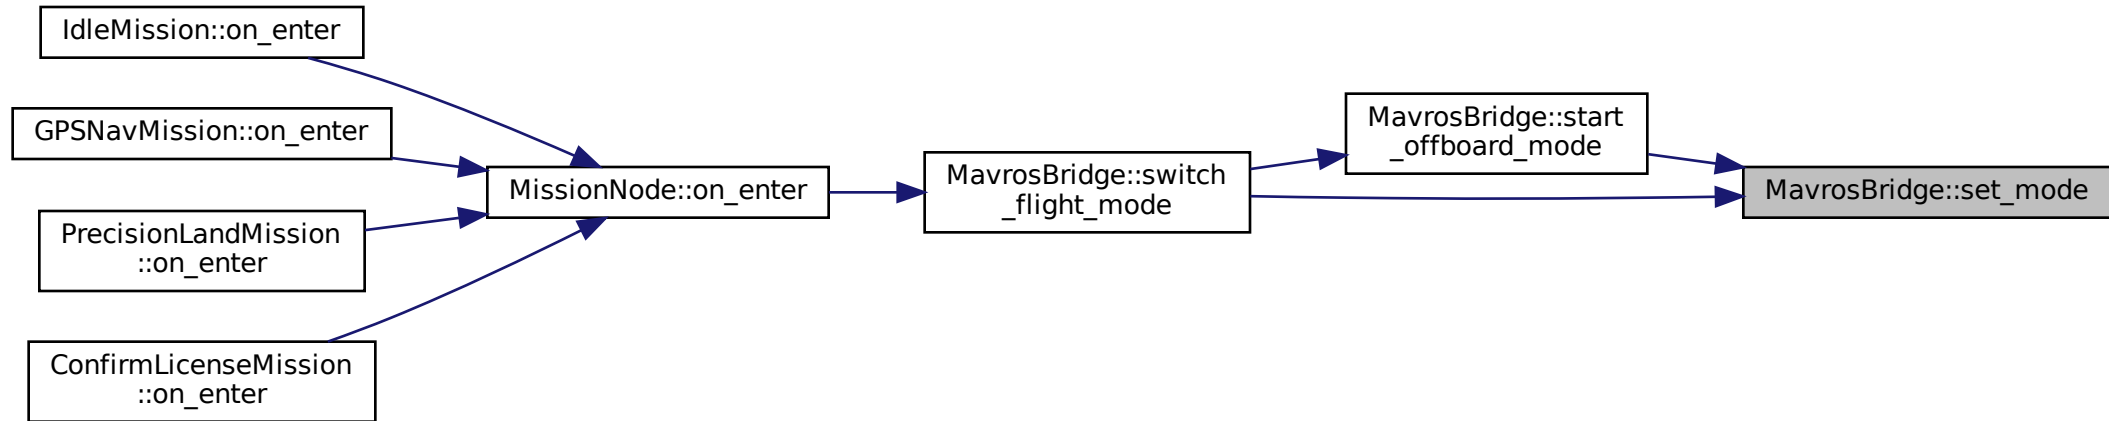 IdleMission::on_enter
GPSNavMission::on_enter
PrecisionLandMission
::on_enter
ConfirmLicenseMission
::on_enter
MissionNode::on_enter
MavrosBridge::switch
_flight_mode
MavrosBridge::start
_offboard_mode
MavrosBridge::set_mode